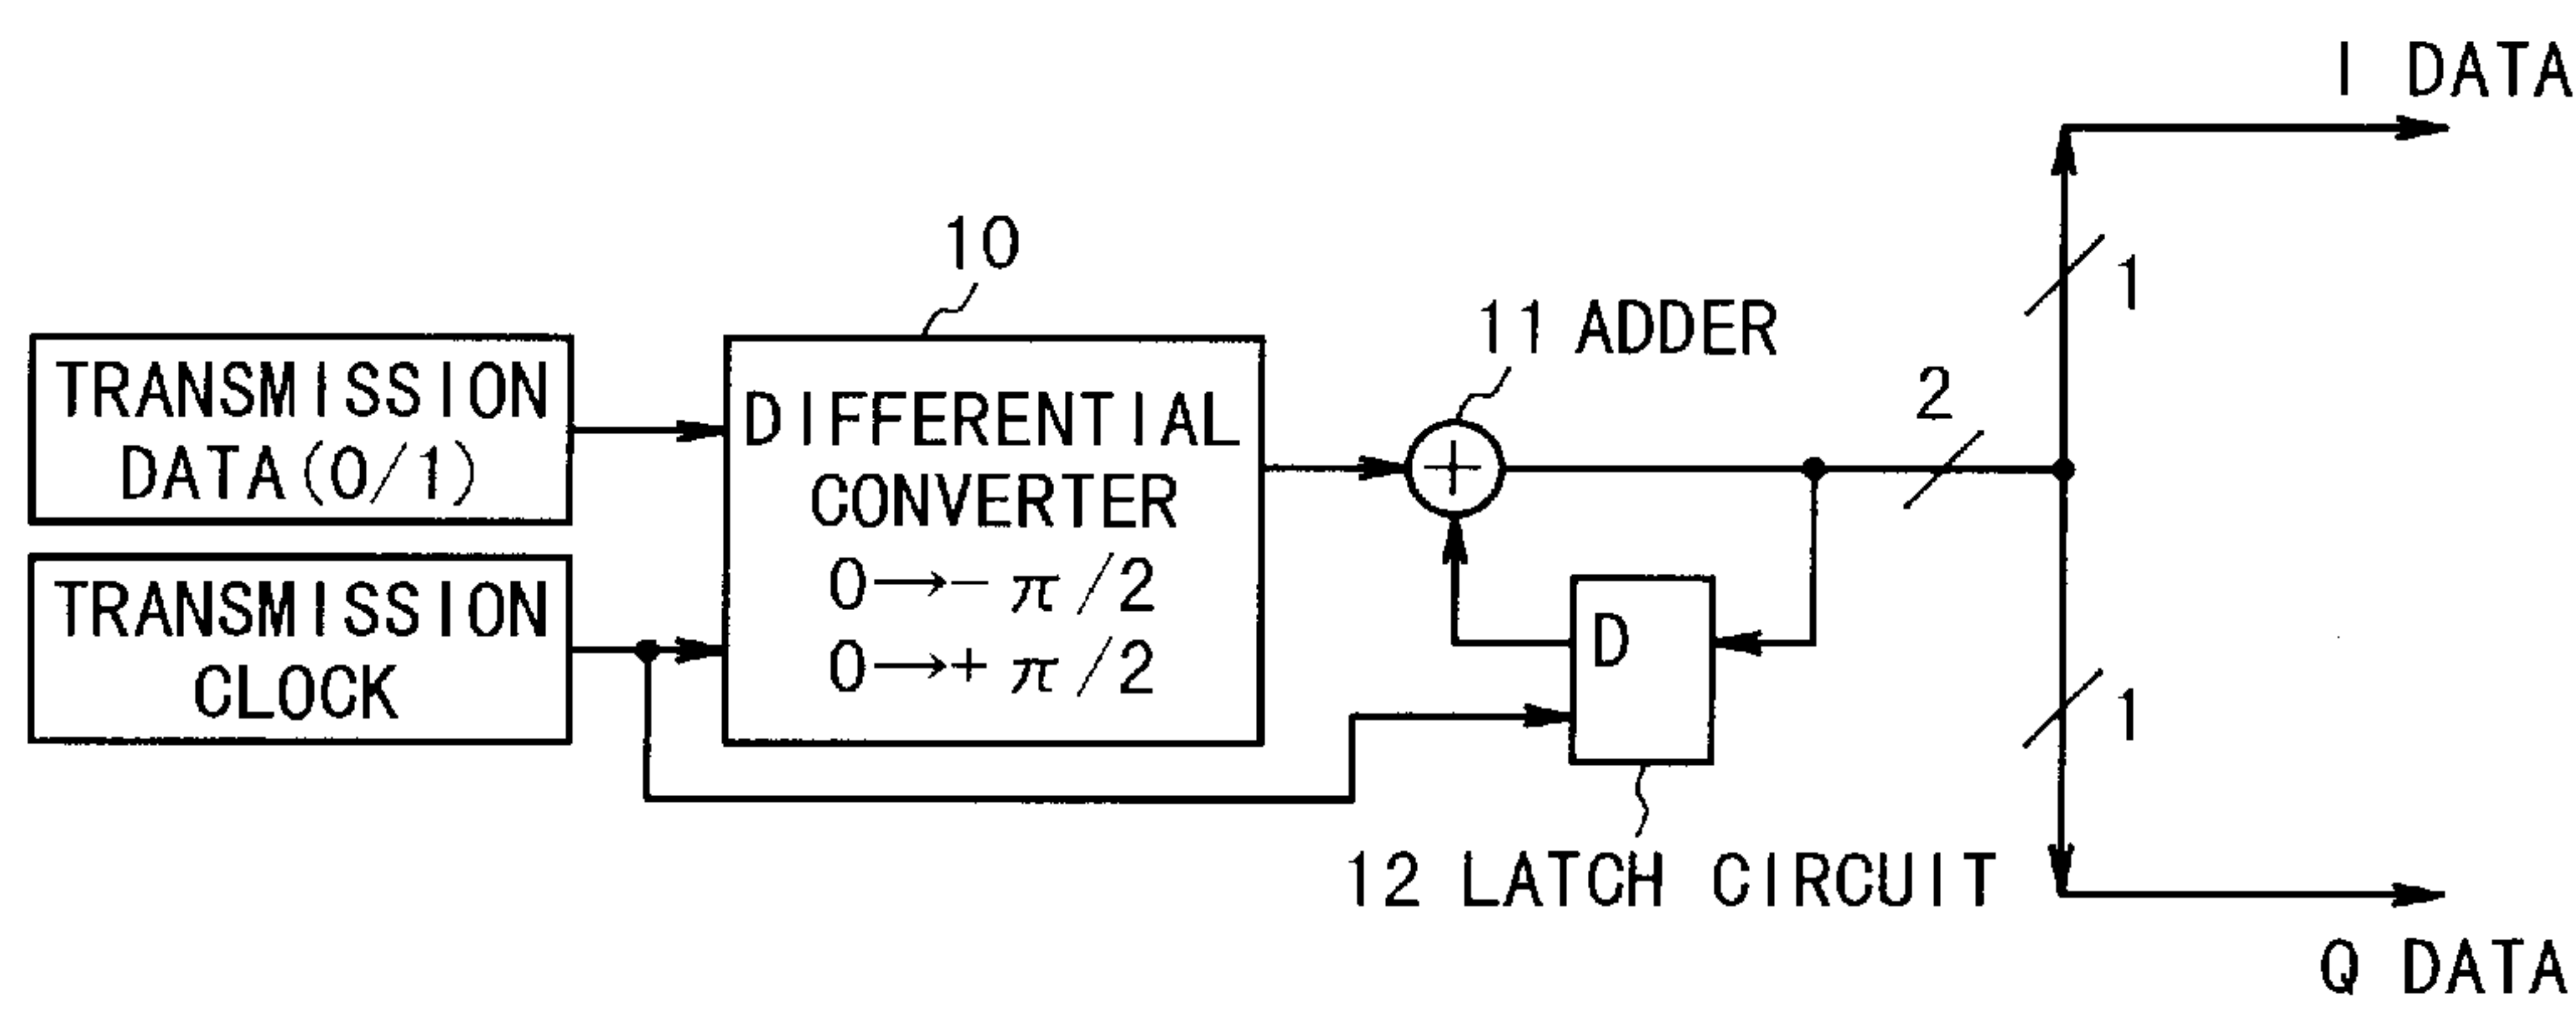 I DATA
10
11 ADDER
1
2
TRANSMISSION
DATA(0/1)
DIFFERENTIAL
CONVERTER
0→− π/2
0→+ π/2
TRANSMISSION
CLOCK
D
1
12 LATCH CIRCUIT
Q DATA